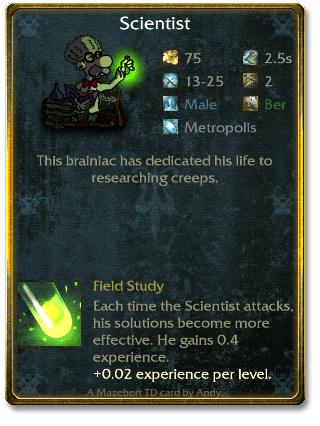 Scientist
75 2.5s
13-25 2
Male Ber
Metropolis
This brainiac has dedicated his life to
researching creeps.
Field Study
Each time the Scientist attacks,
his solutions become more
effective. He gains 0.4
experience.
+0.02 experience per level.
A Mazebert TD card by Andy.